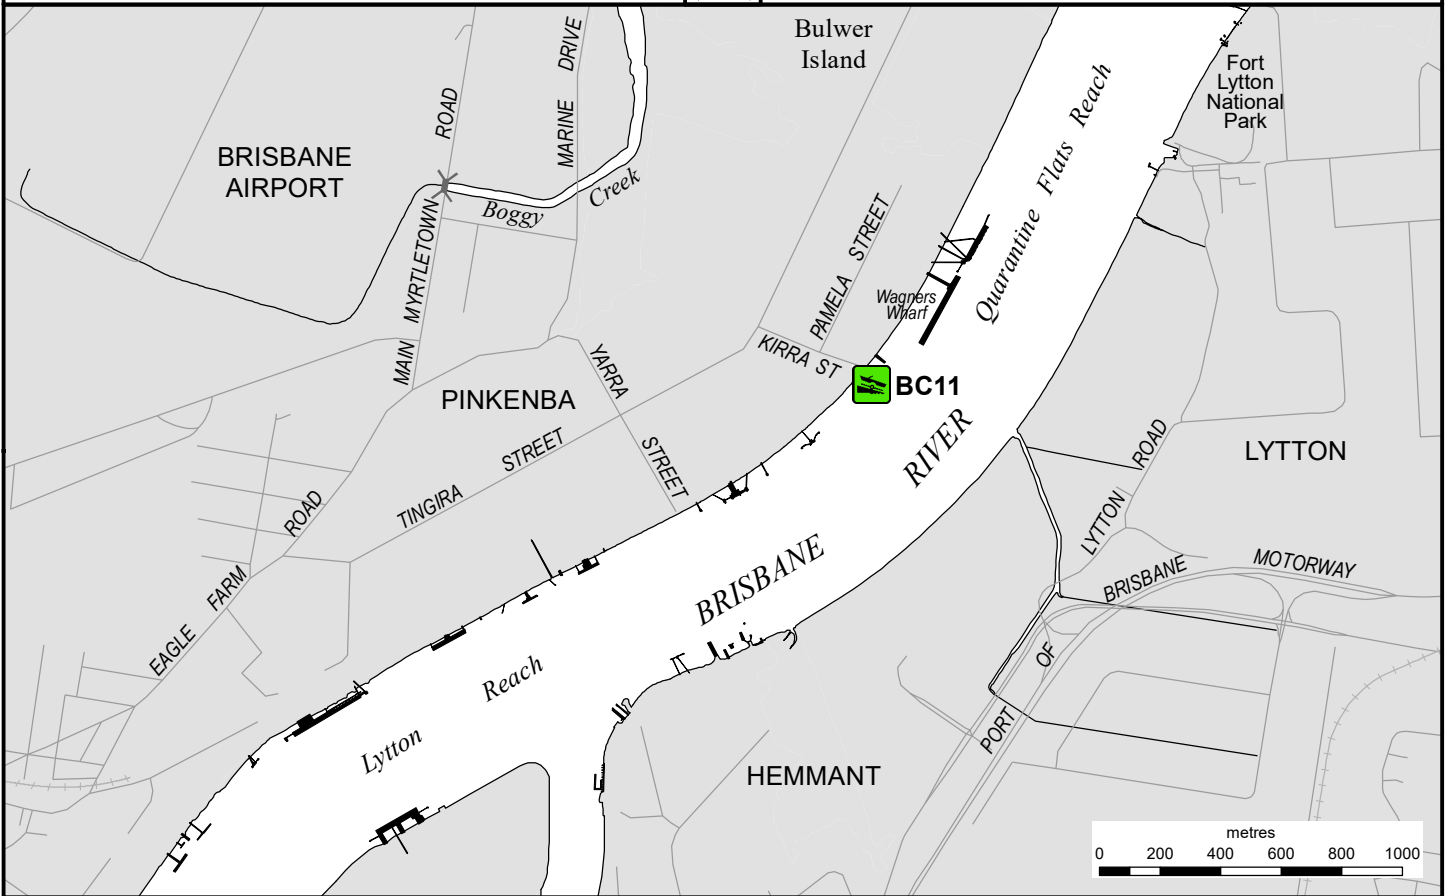 Bulwer
Island
MARINE DRIVE
Fort
Lytton
National
Park
Quarantine Flats Reach
BRISBANE
AIRPORT
MAIN MYRTLETOWN ROAD
Boggy Creek
PAMELA STREET
Wagners
Wharf
KIRRA ST
BC11
YARRA STREET
PINKENBA
TINGIRA STREET
EAGLE FARM ROAD
BRISBANE RIVER
LYTTON ROAD
LYTTON
PORT OF BRISBANE MOTORWAY
Lytton Reach
HEMMANT
metres
0 200 400 600 800 1000